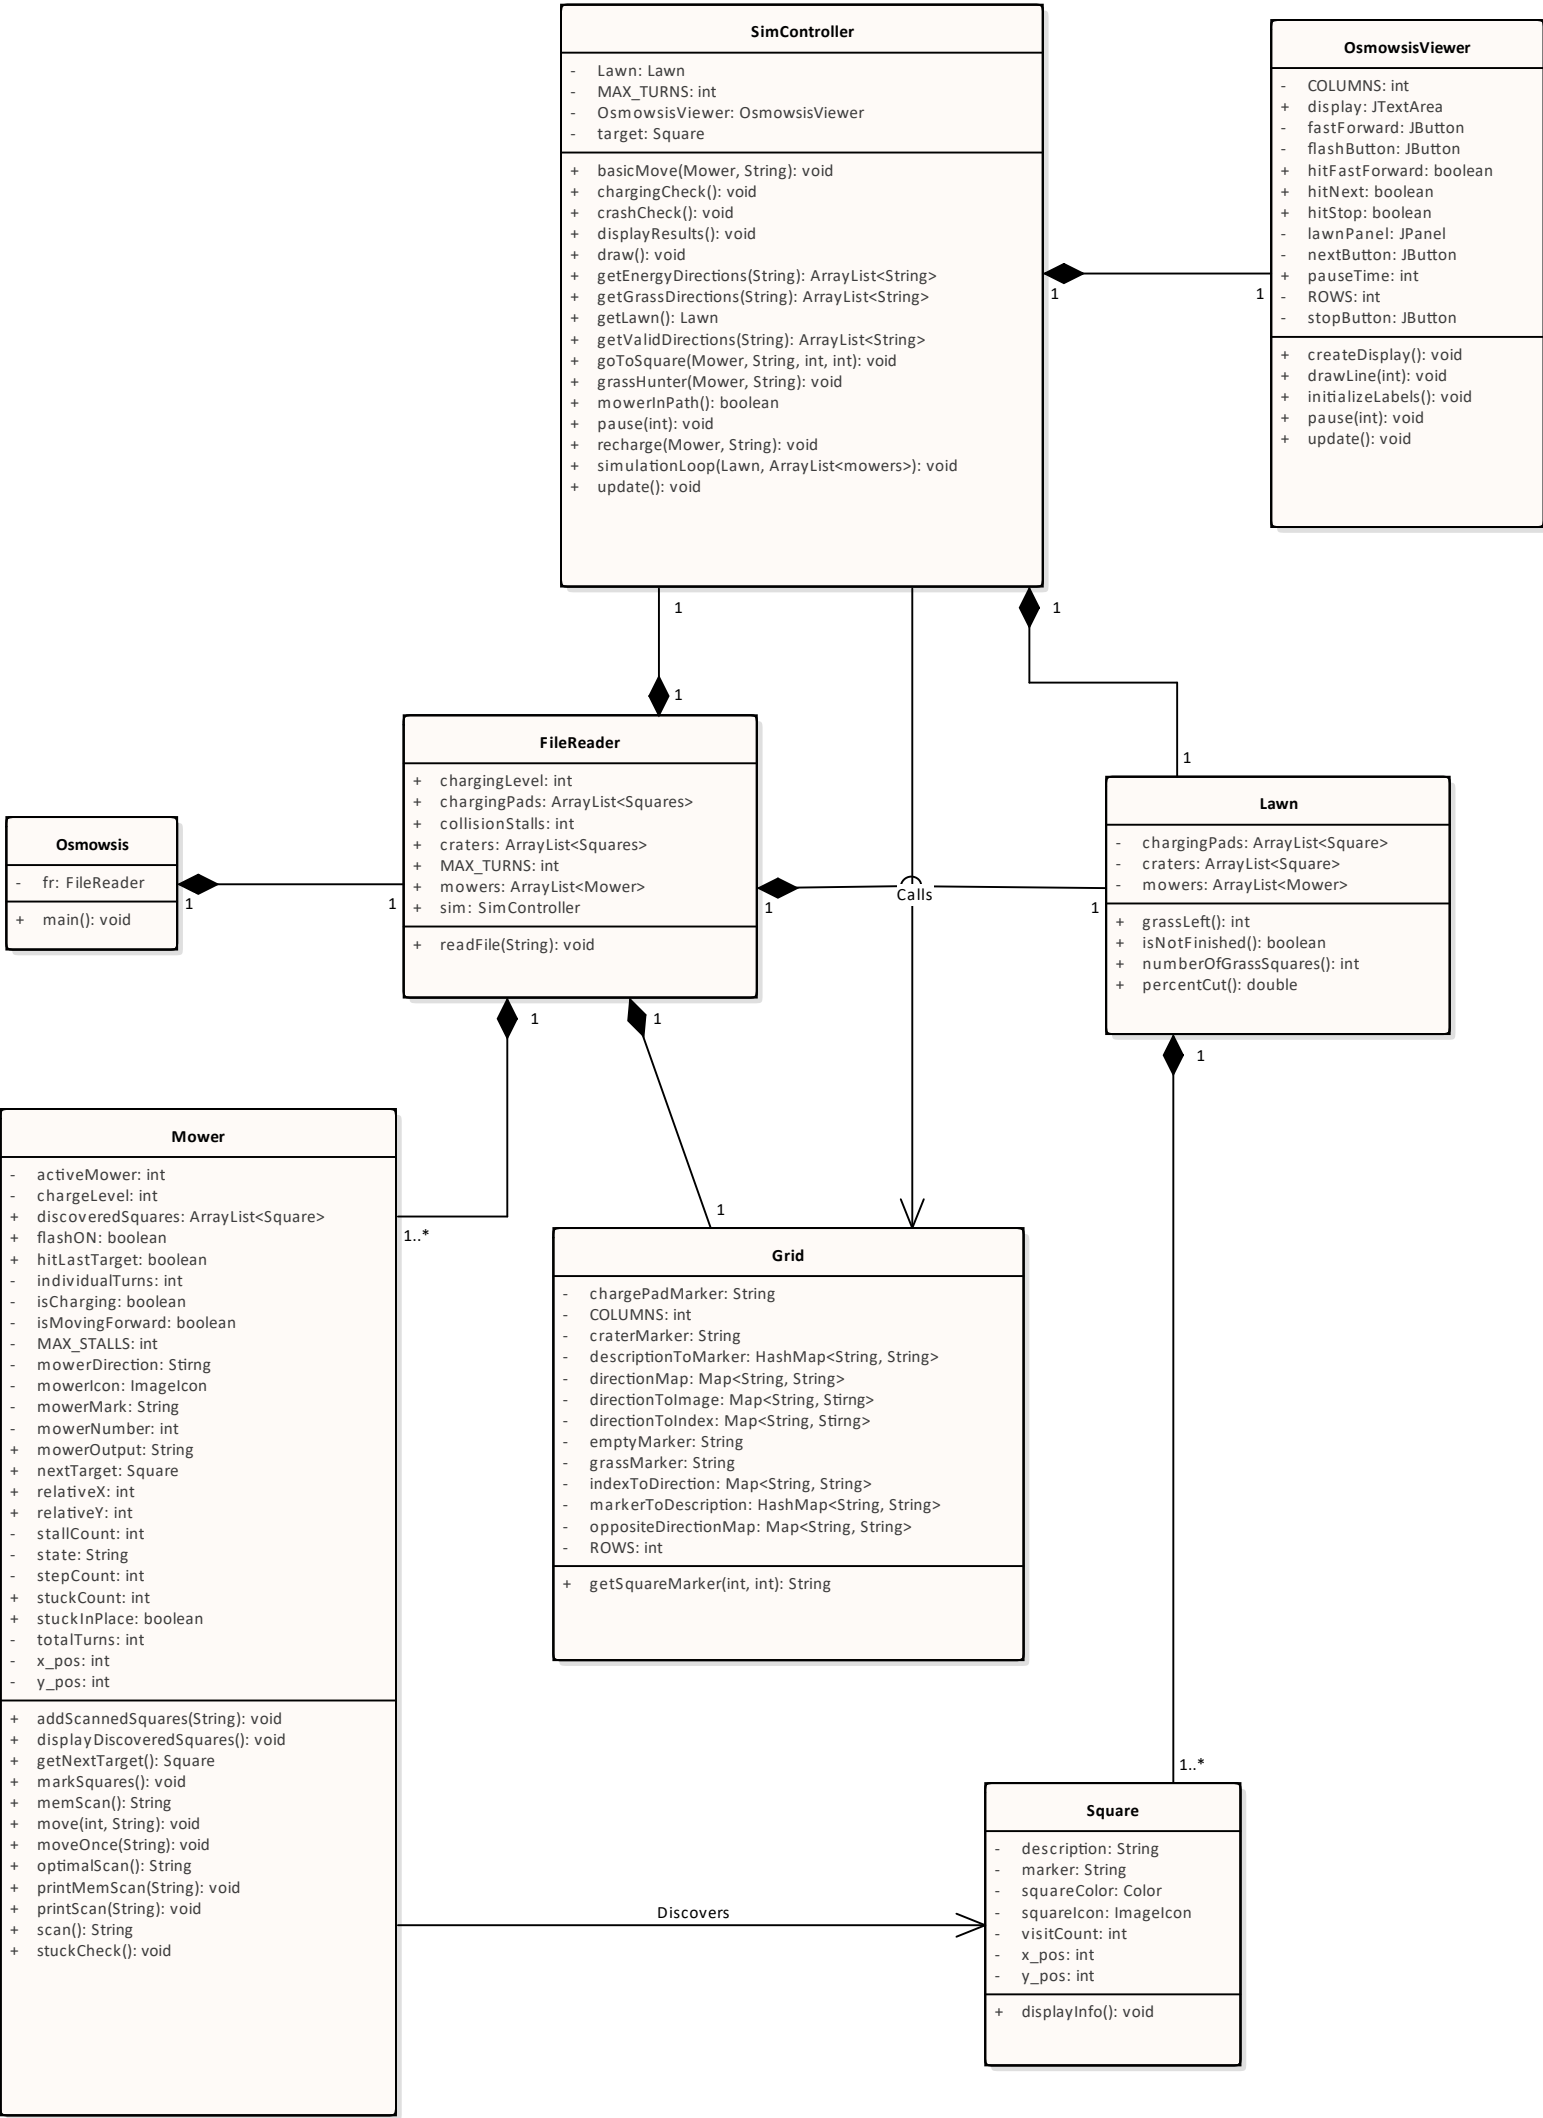 SimController
- Lawn: Lawn
- MAX_TURNS: int
- OsmowsisViewer: OsmowsisViewer
- target: Square
+ basicMove(Mower, String): void
+ chargingCheck(): void
+ crashCheck(): void
+ displayResults(): void
+ draw(): void
+ getEnergyDirections(String): ArrayList<String>
+ getGrassDirections(String): ArrayList<String>
+ getLawn(): Lawn
+ getValidDirections(String): ArrayList<String>
+ goToSquare(Mower, String, int, int): void
+ grassHunter(Mower, String): void
+ mowerInPath(): boolean
+ pause(int): void
+ recharge(Mower, String): void
+ simulationLoop(Lawn, ArrayList<mowers>): void
+ update(): void
OsmowsisViewer
- COLUMNS: int
+ display: JTextArea
- fastForward: JButton
- flashButton: JButton
+ hitFastForward: boolean
+ hitNext: boolean
+ hitStop: boolean
- lawnPanel: JPanel
- nextButton: JButton
+ pauseTime: int
- ROWS: int
- stopButton: JButton
+ createDisplay(): void
+ drawLine(int): void
+ initializeLabels(): void
+ pause(int): void
+ update(): void
1
1
1
1
1
1
FileReader
+ chargingLevel: int
+ chargingPads: ArrayList<Squares>
+ collisionStalls: int
+ craters: ArrayList<Squares>
+ MAX_TURNS: int
+ mowers: ArrayList<Mower>
+ sim: SimController
+ readFile(String): void
Osmowsis
- fr: FileReader
+ main(): void
1
1
Calls
1
1
Lawn
- chargingPads: ArrayList<Square>
- craters: ArrayList<Square>
- mowers: ArrayList<Mower>
+ grassLeft(): int
+ isNotFinished(): boolean
+ numberOfGrassSquares(): int
+ percentCut(): double
1
1
1
Mower
- activeMower: int
- chargeLevel: int
+ discoveredSquares: ArrayList<Square>
+ flashON: boolean
+ hitLastTarget: boolean
- individualTurns: int
- isCharging: boolean
- isMovingForward: boolean
- MAX_STALLS: int
- mowerDirection: Stirng
- mowerIcon: ImageIcon
- mowerMark: String
- mowerNumber: int
+ mowerOutput: String
+ nextTarget: Square
+ relativeX: int
+ relativeY: int
- stallCount: int
- state: String
- stepCount: int
+ stuckCount: int
+ stuckInPlace: boolean
- totalTurns: int
- x_pos: int
- y_pos: int
+ addScannedSquares(String): void
+ displayDiscoveredSquares(): void
+ getNextTarget(): Square
+ markSquares(): void
+ memScan(): String
+ move(int, String): void
+ moveOnce(String): void
+ optimalScan(): String
+ printMemScan(String): void
+ printScan(String): void
+ scan(): String
+ stuckCheck(): void
1..*
1
Grid
- chargePadMarker: String
- COLUMNS: int
- craterMarker: String
- descriptionToMarker: HashMap<String, String>
- directionMap: Map<String, String>
- directionToImage: Map<String, Stirng>
- directionToIndex: Map<String, Stirng>
- emptyMarker: String
- grassMarker: String
- indexToDirection: Map<String, String>
- markerToDescription: HashMap<String, String>
- oppositeDirectionMap: Map<String, String>
- ROWS: int
+ getSquareMarker(int, int): String
1..*
Square
- description: String
- marker: String
- squareColor: Color
- squareIcon: ImageIcon
- visitCount: int
- x_pos: int
- y_pos: int
+ displayInfo(): void
Discovers